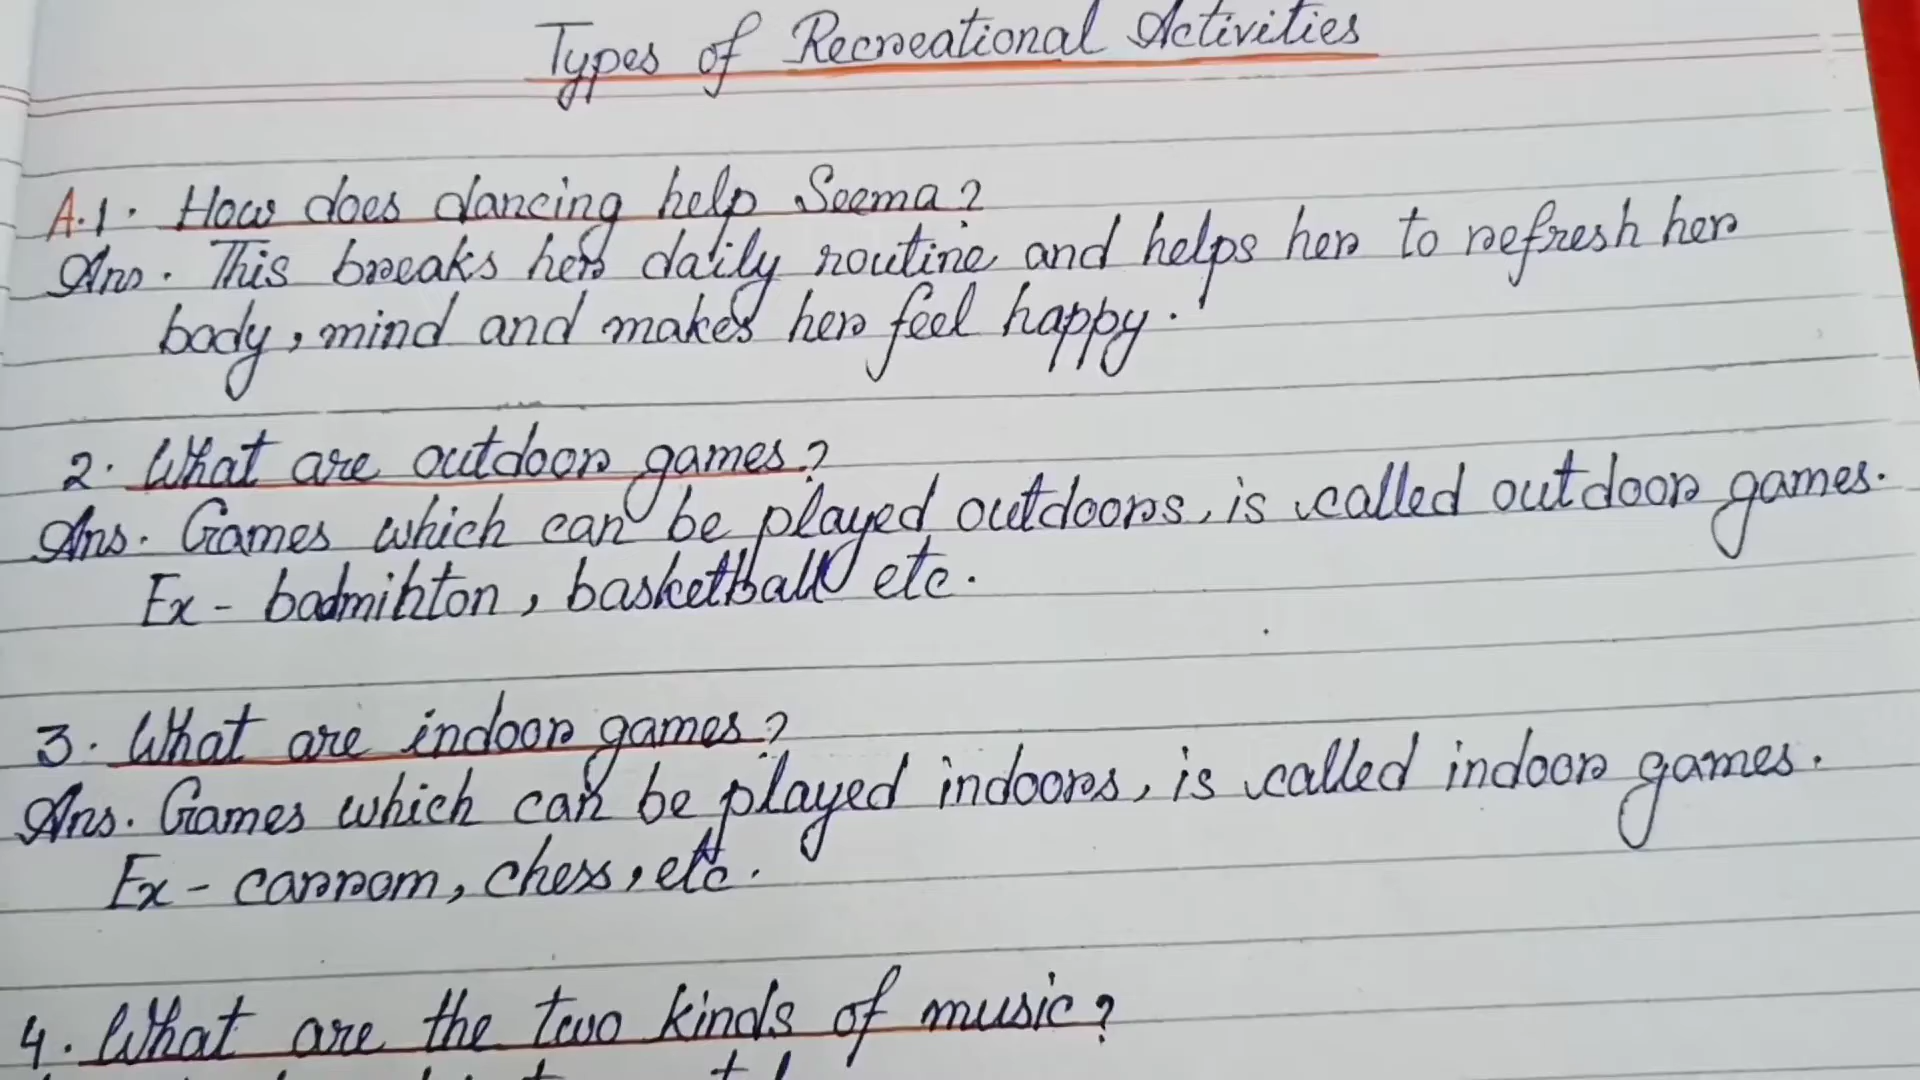 Types of Recreational Activities
A.1. How does dancing help Seema?
Ans. This breaks her daily routine and helps her to refresh her
body, mind and makes her feel happy.
2. What are outdoor games?
Ans. Games which can be played outdoors, is called outdoor games.
Ex - badminton, basketball etc.
3. What are indoor games?
Ans. Games which can be played indoors, is called indoor games.
Ex - carrom, chess, etc.
4. What are the two kinds of music?